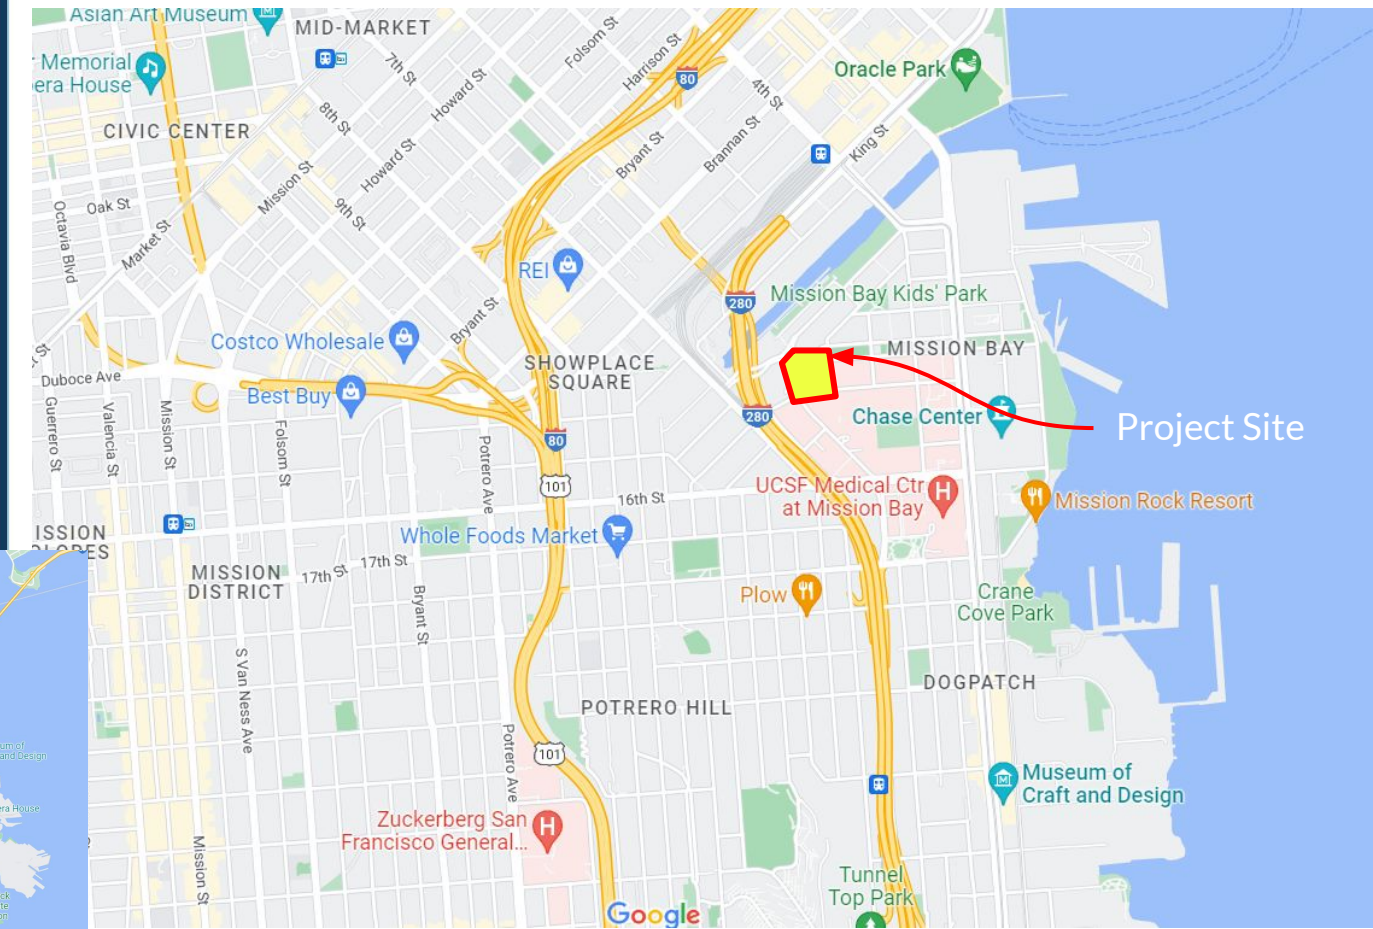 Asian Art Museum
MID-MARKET
Memorial
era House
7th St
Howard St
Folsom St
Harrison St
80
4th St
Oracle Park
CIVIC CENTER
8th St
Howard St
Mission St
9th St
Bryant St
Brannan St
King St
Oak St
Octavia Blvd
Market St
REI
280
Mission Bay Kids' Park
Bryant St
Costco Wholesale
SHOWPLACE
SQUARE
MISSION BAY
Duboce Ave
Best Buy
280
Chase Center
Project Site
Guerrero St
Valencia St
Mission St
Folsom St
Potrero Ave
80
101
16th St
UCSF Medical Ctr
at Mission Bay
H
Mission Rock Resort
ISSION
Whole Foods Market
17th St
17th St
MISSION
DISTRICT
Bryant St
Plow
Crane
Cove Park
S Van Ness Ave
DOGPATCH
POTRERO HILL
Potrero Ave
101
um of
and Design
Museum of
Craft and Design
era House
Zuckerberg San
Francisco General...
H
Mission St
Tunnel
Top Park
Google